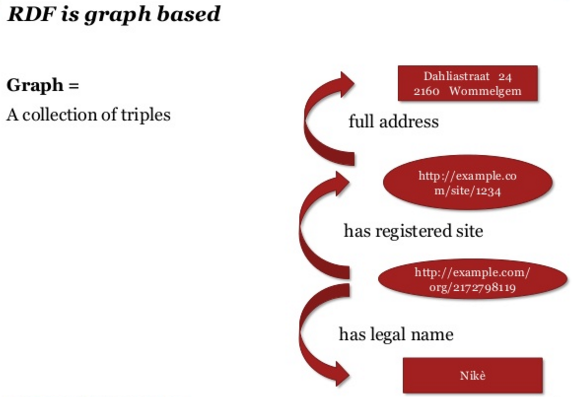 RDF is graph based
Graph =
A collection of triples
Dahliastraat 24
2160 Wommelgem
full address
http://example.co
m/site/1234
has registered site
http://example.com/
org/2172798119
has legal name
Nikè